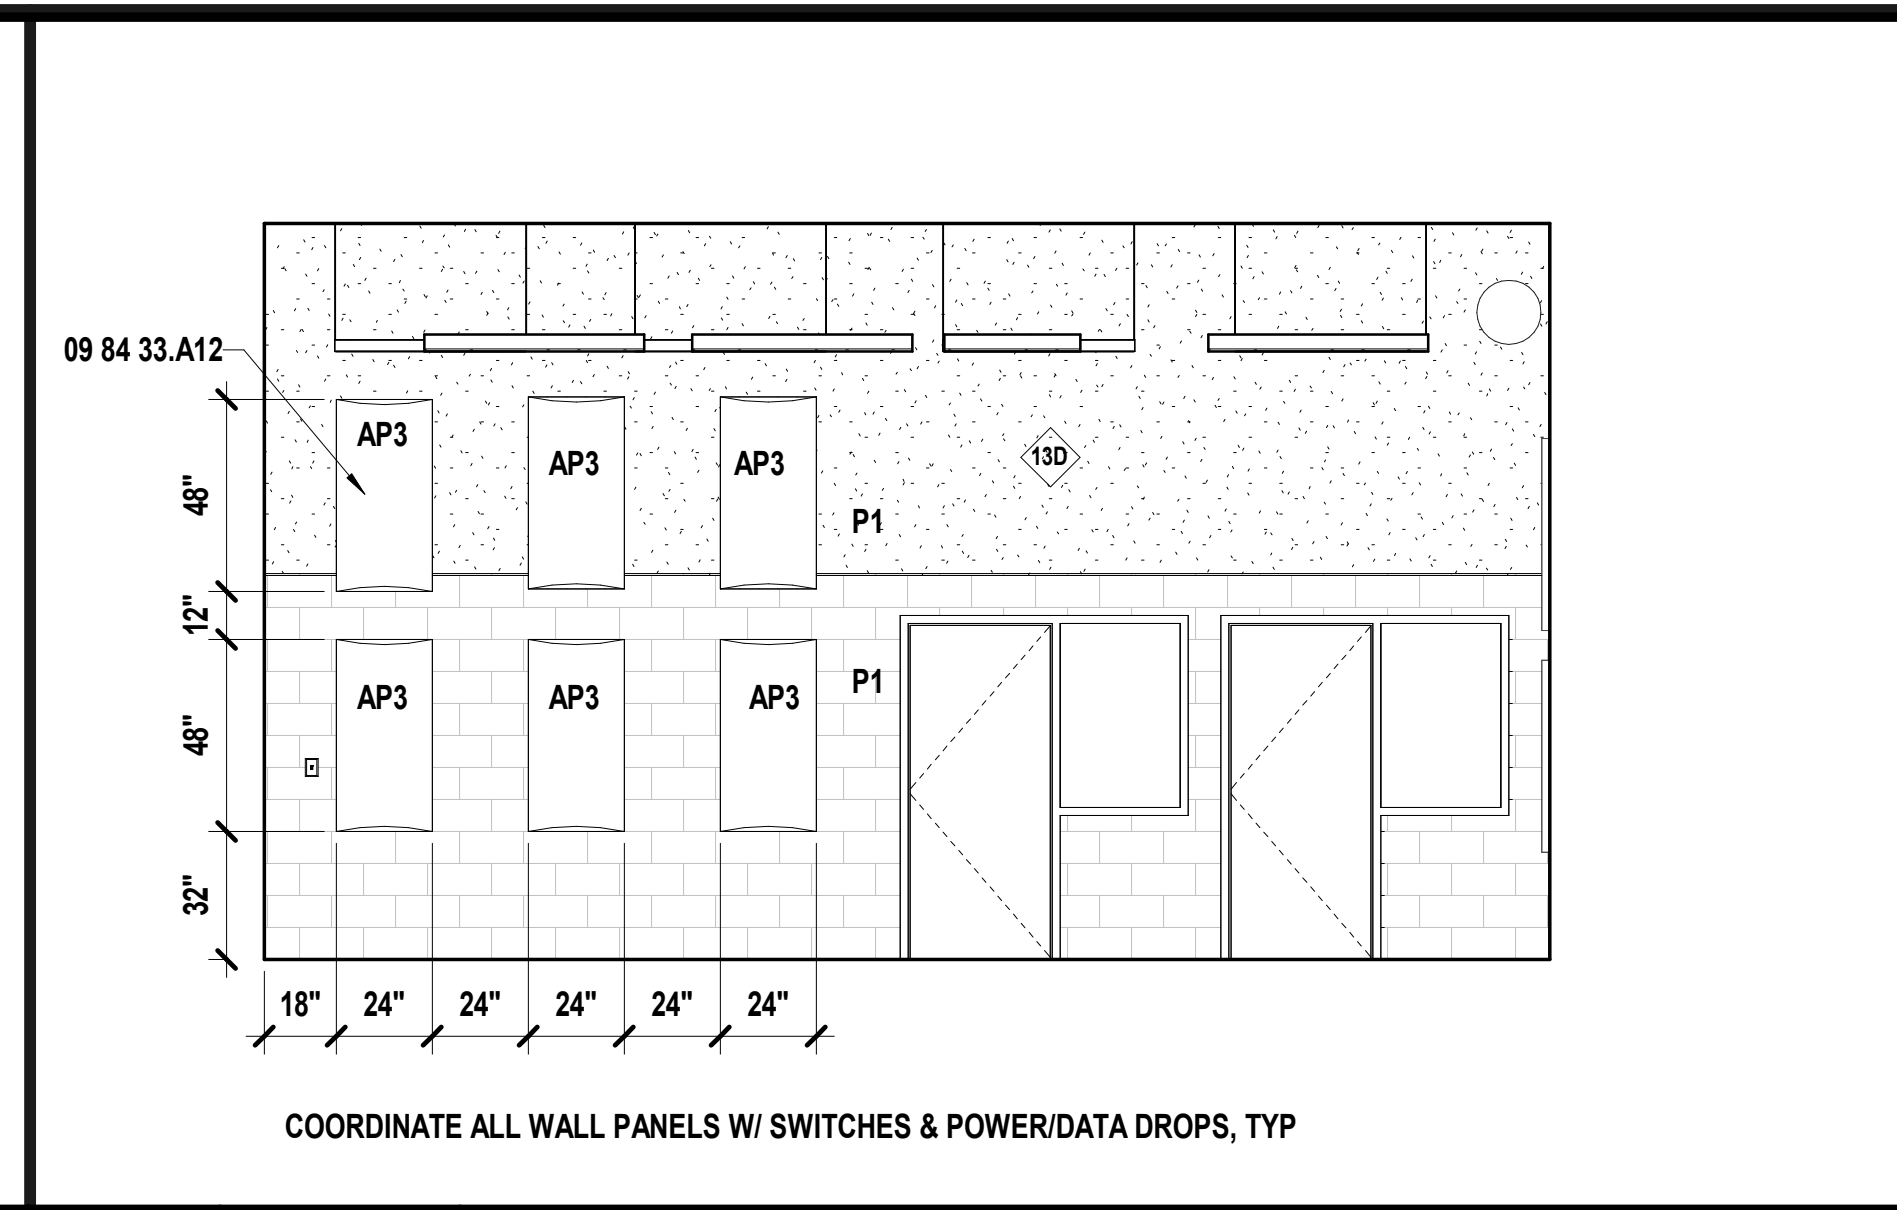 09 84 33.A12
AP3
AP3
AP3
13D
P1
48"
12"
AP3
AP3
AP3
P1
48"
32"
18"
24"
24"
24"
24"
24"
COORDINATE ALL WALL PANELS W/ SWITCHES & POWER/DATA DROPS, TYP